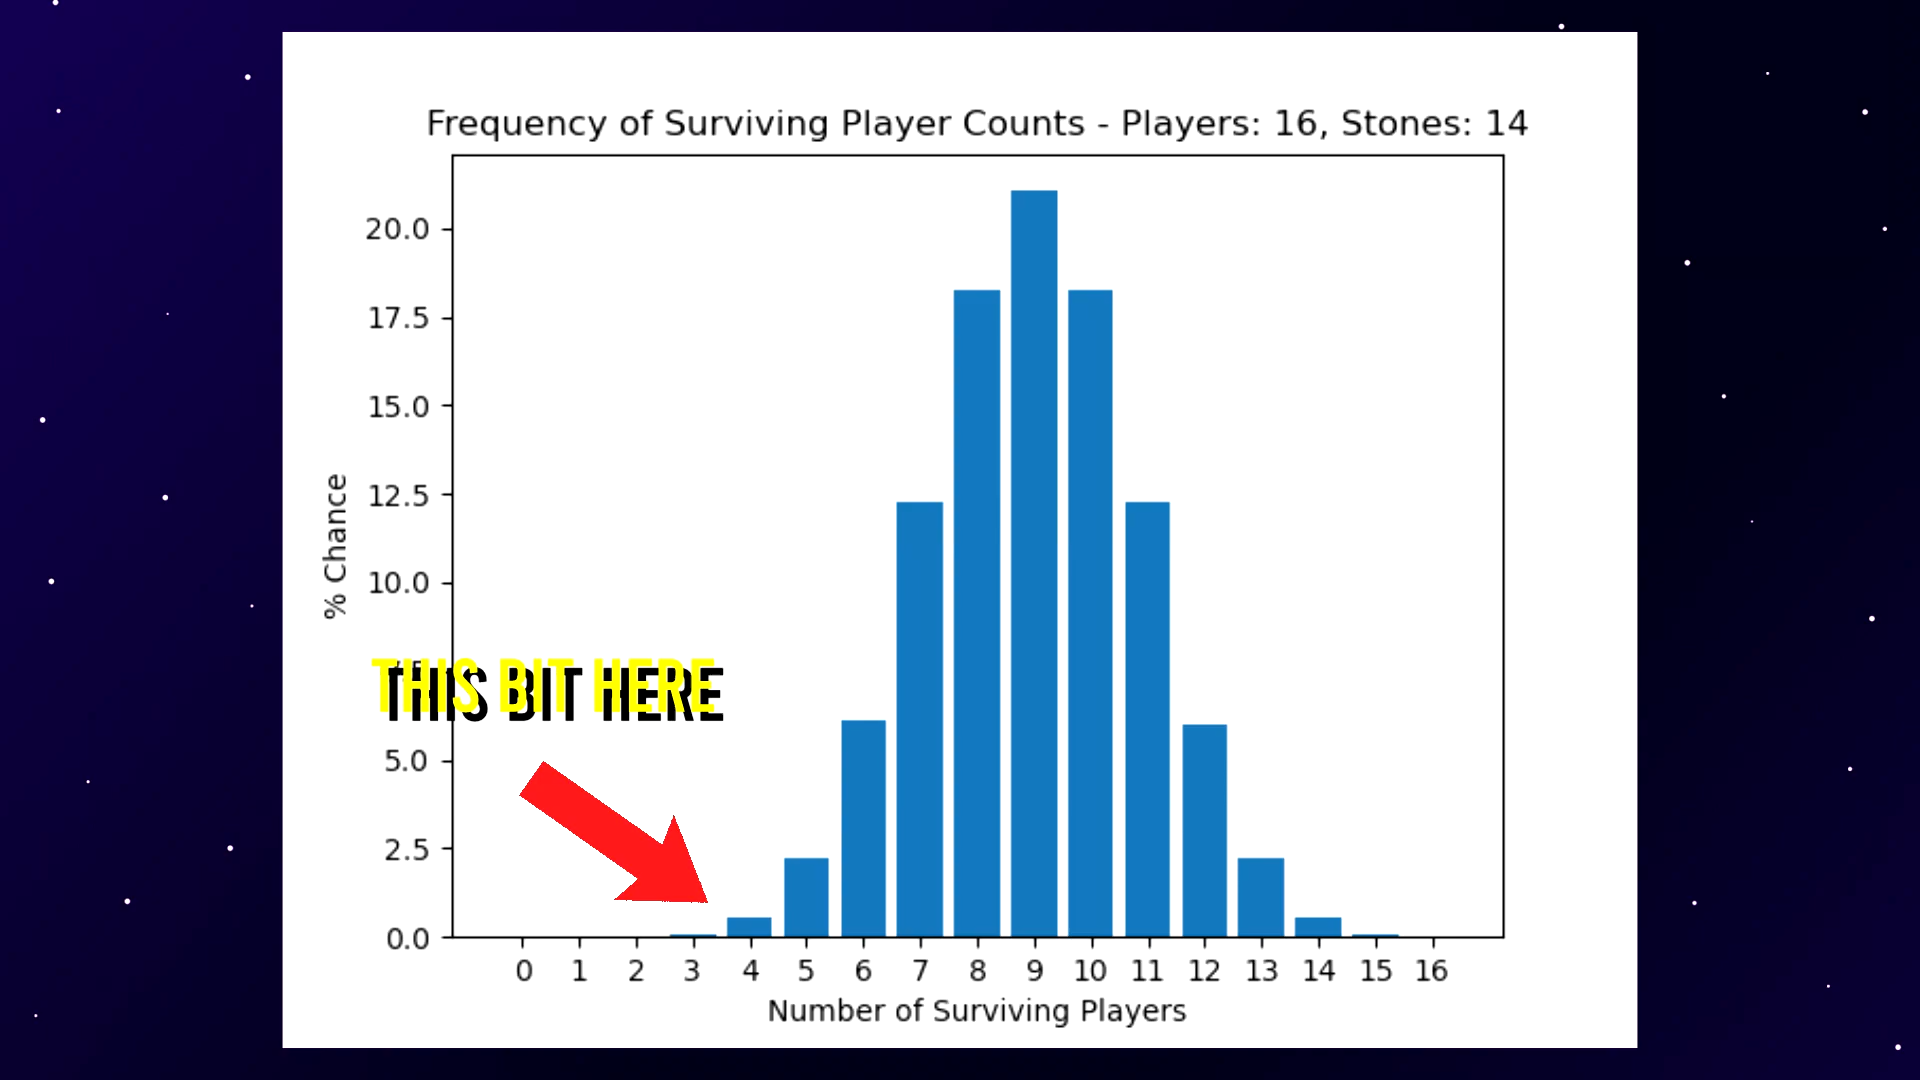 Frequency of Surviving Player Counts - Players: 16, Stones: 14
20.0
17.5
15.0
12.5
10.0
5.0
2.5
0.0
% Chance
THIS BIT HERE
0 1 2 3 4 5 6 7 8 9 10 11 12 13 14 15 16
Number of Surviving Players